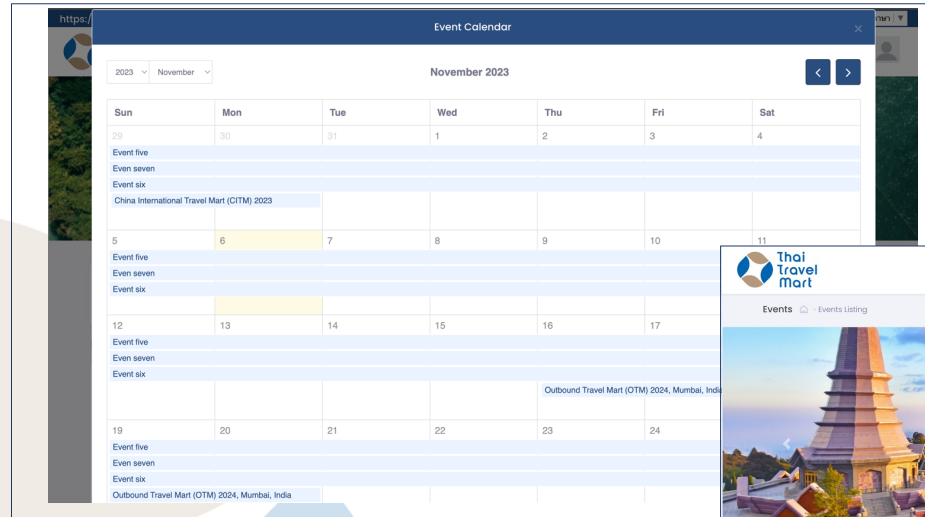 https:/
Event Calendar
×
ภาษา ▼
2023 November
November 2023
Sun Mon Tue Wed Thu Fri Sat
29 30 31 1 2 3 4
Event five
Even seven
Event six
China International Travel Mart (CITM) 2023
5 6 7 8 9 10 11
Event five
Even seven
Event six
12 13 14 15 16 17
Event five
Even seven
Event six
Outbound Travel Mart (OTM) 2024, Mumbai, India
19 20 21 22 23 24
Event five
Even seven
Event six
Outbound Travel Mart (OTM) 2024, Mumbai, India
Thai
Travel
Mart
Events - Events Listing